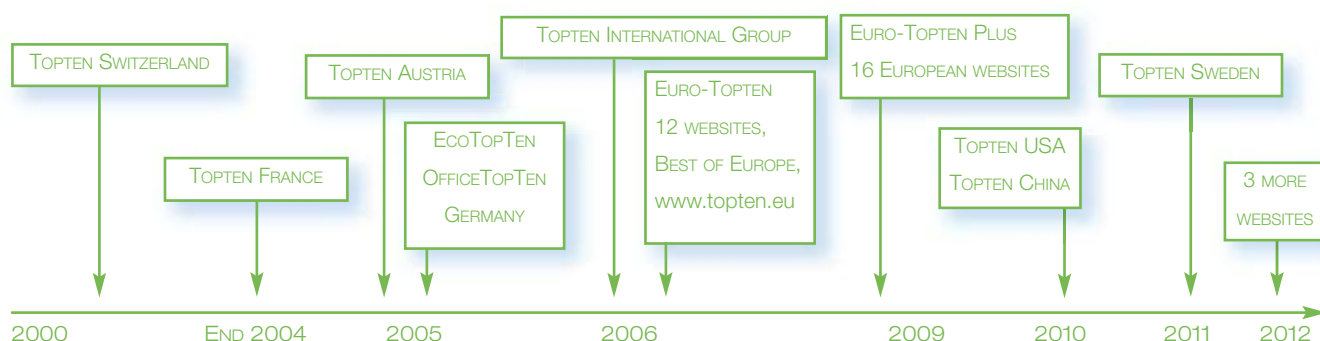 TOPTEN SWITZERLAND
TOPTEN FRANCE
TOPTEN AUSTRIA
ECOTOPTEN
OFFICETOPTEN
GERMANY
TOPTEN INTERNATIONAL GROUP
EURO-TOPTEN
12 WEBSITES,
BEST OF EUROPE,
www.topten.eu
EURO-TOPTEN PLUS
16 EUROPEAN WEBSITES
TOPTEN USA
TOPTEN CHINA
TOPTEN SWEDEN
3 MORE
WEBSITES
2000 END 2004 2005 2006 2009 2010 2011 2012